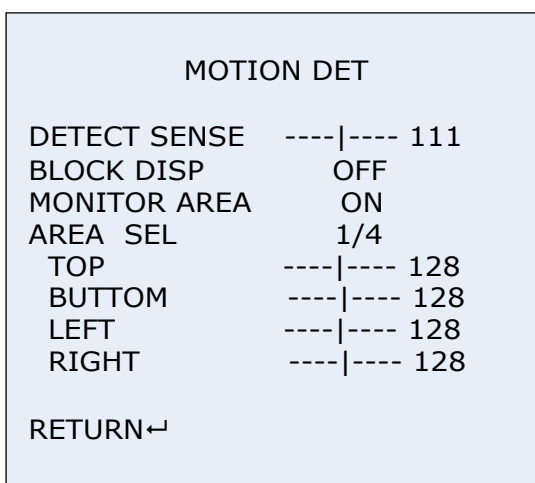 MOTION DET
DETECT SENSE ----|---- 111
BLOCK DISP OFF
MONITOR AREA ON
AREA SEL 1/4
TOP ----|---- 128
BUTTOM ----|---- 128
LEFT ----|---- 128
RIGHT ----|---- 128
RETURN↵